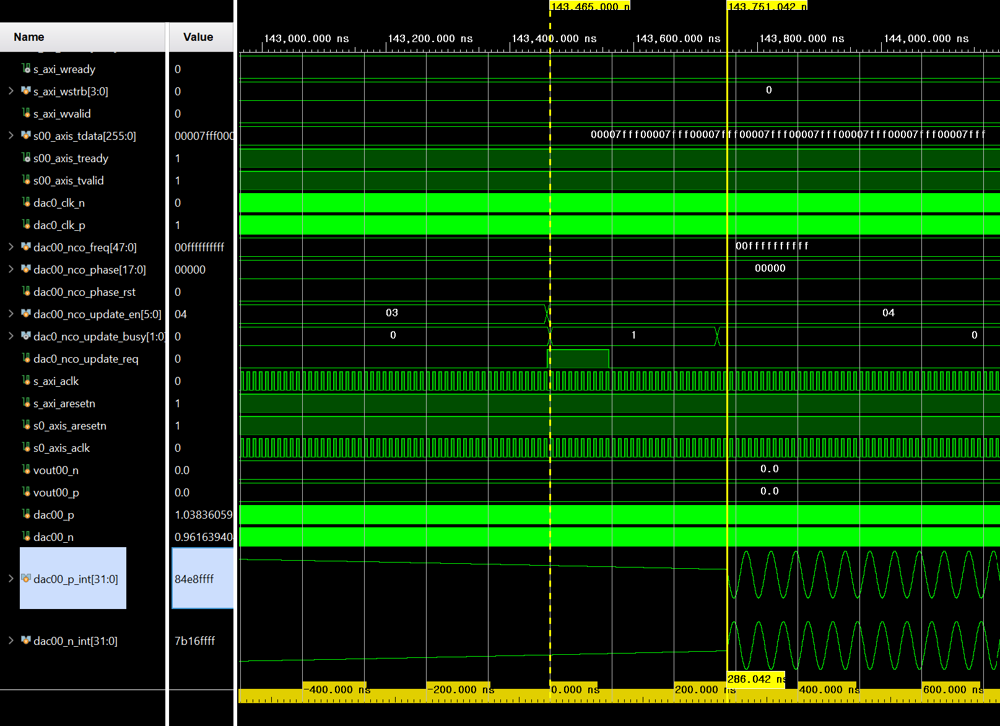 143,465.000 n 143,751.042 n
Name Value
143,000.000 ns 143,200.000 ns 143,400.000 ns 143,600.000 ns 143,800.000 ns 144,000.000 ns
s_axi_wready 0
s_axi_wstrb[3:0] 0 0
s_axi_wvalid 0
s00_axis_tdata[255:0] 00007fff000 00007fff00007fff00007fff00007fff00007fff00007fff00007fff00007fff
s00_axis_tready 1
s00_axis_tvalid 1
dac0_clk_n 0
dac0_clk_p 1
dac00_nco_freq[47:0] 00ffffffffff 00ffffffffff
dac00_nco_phase[17:0] 00000 00000
dac00_nco_phase_rst 0
dac00_nco_update_en[5:0] 04 03 04
dac0_nco_update_busy[1:0] 0 0 1 0
dac0_nco_update_req 0
s_axi_aclk 0
s_axi_aresetn 1
s0_axis_aresetn 1
s0_axis_aclk 0
vout00_n 0.0 0.0
vout00_p 0.0 0.0
dac00_p 1.03836059
dac00_n 0.96163940
dac00_p_int[31:0] 84e8ffff
dac00_n_int[31:0] 7b16ffff
286.042 ns
-400.000 ns -200.000 ns 0.000 ns 200.000 ns 400.000 ns 600.000 ns